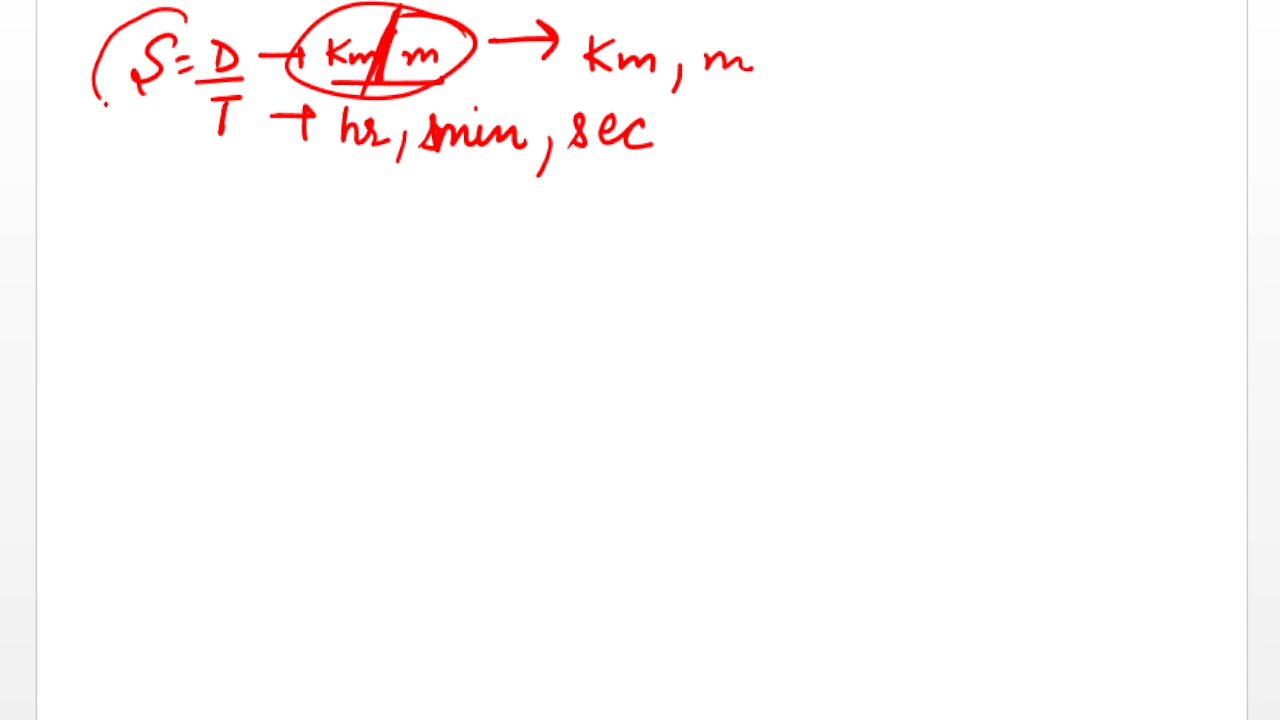 S = D/T → Km/m → Km, m
→ hr, min, sec